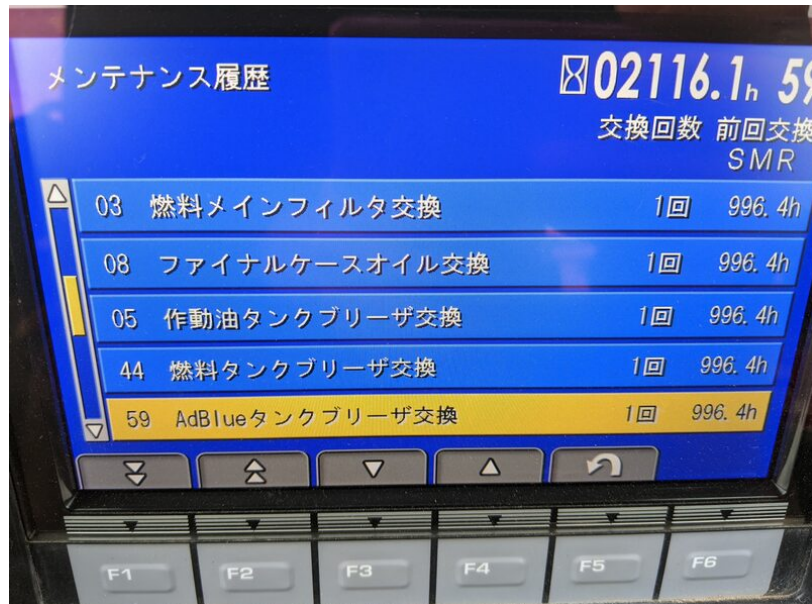 メンテナンス履歴 02116.1h 59
交換回数 前回交換
SMR
03 燃料メインフィルタ交換 1回 996.4h
08 ファイナルケースオイル交換 1回 996.4h
05 作動油タンクブリーザ交換 1回 996.4h
44 燃料タンクブリーザ交換 1回 996.4h
59 AdBlueタンクブリーザ交換 1回 996.4h
F1 F2 F3 F4 F5 F6